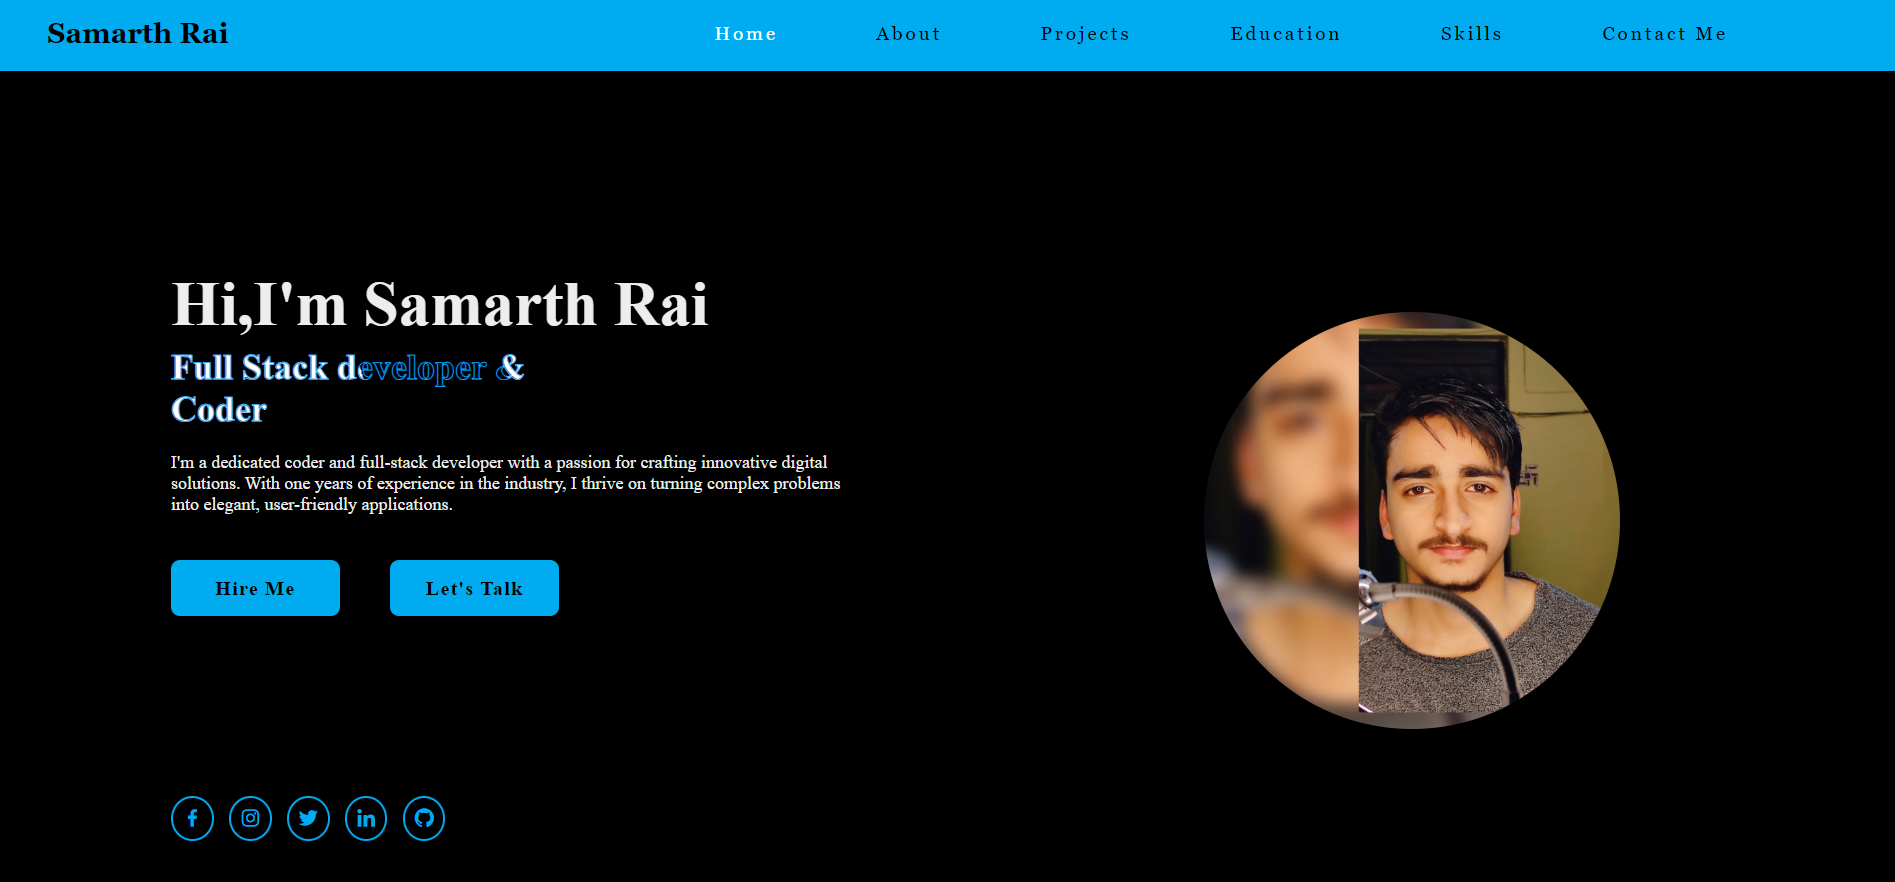 Samarth Rai
Home About Projects Education Skills Contact Me
Hi,I'm Samarth Rai
Full Stack developer &
Coder
I'm a dedicated coder and full-stack developer with a passion for crafting innovative digital
solutions. With one years of experience in the industry, I thrive on turning complex problems
into elegant, user-friendly applications.
Hire Me Let's Talk